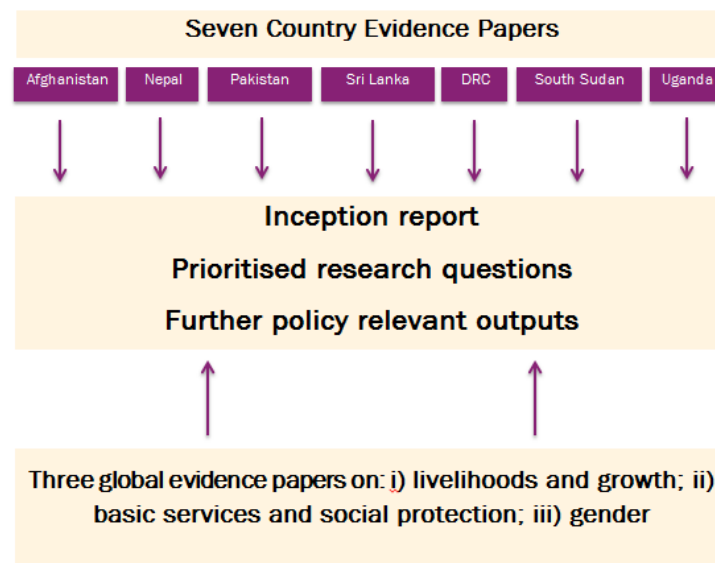 Seven Country Evidence Papers
Afghanistan Nepal Pakistan Sri Lanka DRC South Sudan Uganda
Inception report
Prioritised research questions
Further policy relevant outputs
Three global evidence papers on: i) livelihoods and growth; ii)
basic services and social protection; iii) gender